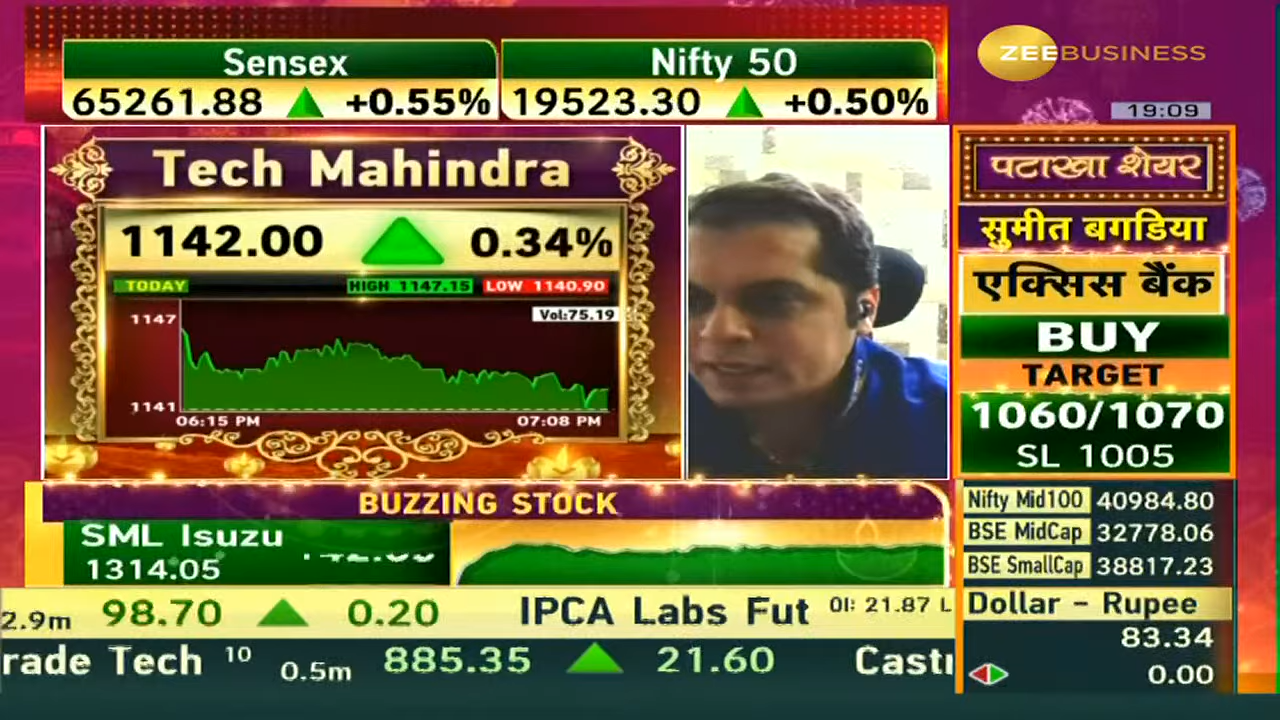 Sensex
65261.88 +0.55%
Nifty 50
19523.30 +0.50%
ZEEBUSINESS
19:09
Tech Mahindra
1142.00 0.34%
TODAY HIGH 1147.15 LOW 1140.90
Vol:75.19
1147
1141
06:15 PM 07:08 PM
पटाखा शेयर
सुमीत बगडिया
एक्सिस बैंक
BUY
TARGET
1060/1070
SL 1005
BUZZING STOCK
SML Isuzu
1314.05
Nifty Mid100 40984.80
BSE MidCap 32778.06
BSE SmallCap 38817.23
Dollar - Rupee
83.34
0.00
2.9m 98.70 0.20 IPCA Labs Fut OI: 21.87 L
rade Tech 10 0.5m 885.35 21.60 Castr